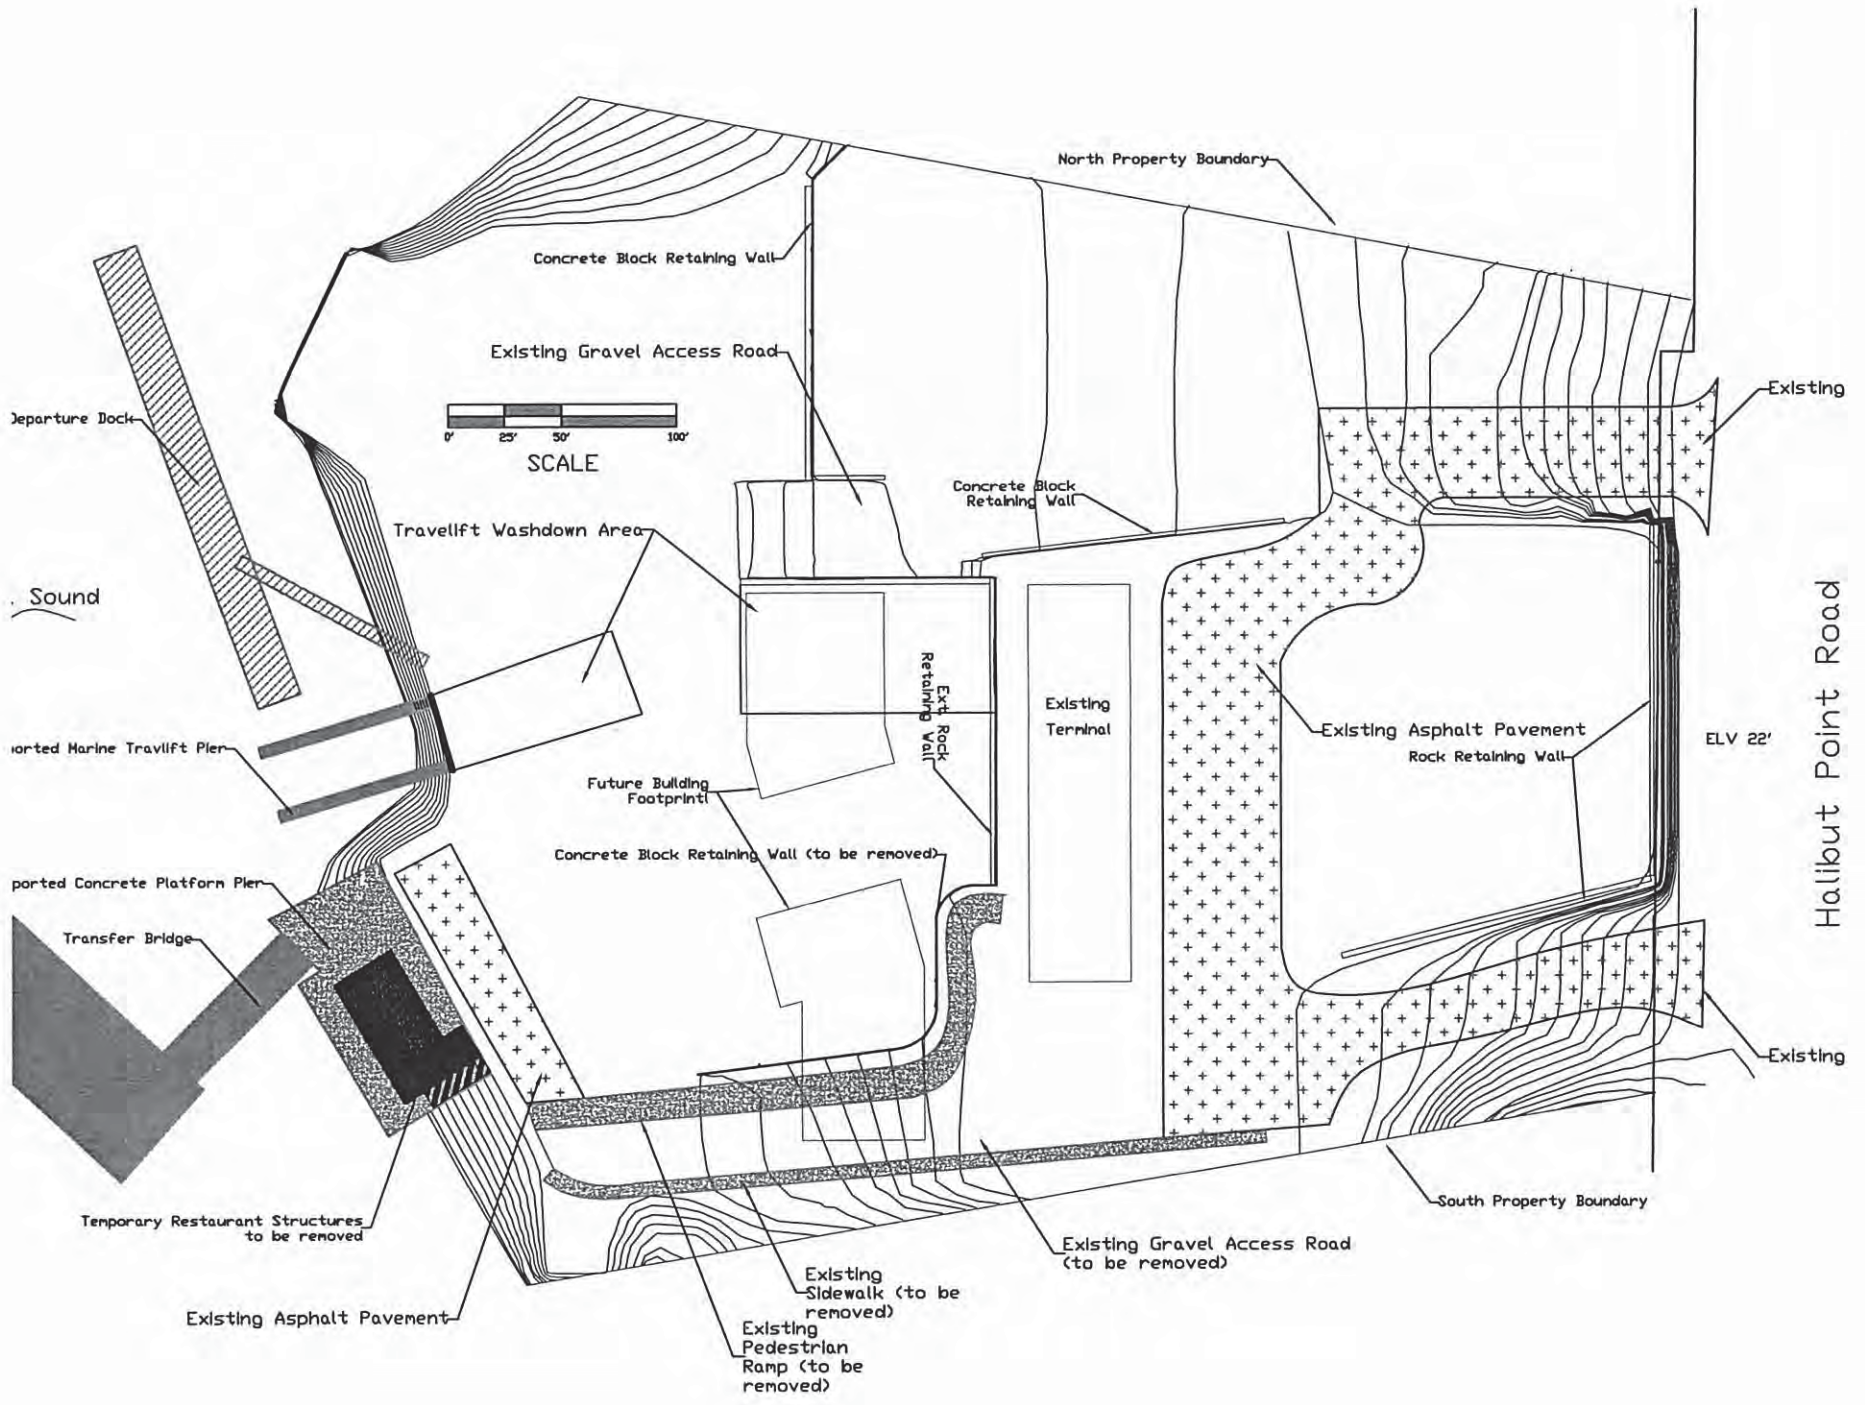 North Property Boundary
Concrete Block Retaining Wall
Existing Gravel Access Road
0' 25' 50' 100'
SCALE
Existing
Departure Dock
Concrete Block
Retaining Wall
Travelift Washdown Area
. Sound
Halibut Point Road
Ext. Rock
Retaining Wall
Existing
Terminal
Existing Asphalt Pavement
Rock Retaining Wall
ELV 22'
orted Marine Travlift Pier
Future Building
Footprint
Concrete Block Retaining Wall (to be removed)
ported Concrete Platform Pier
Transfer Bridge
Existing
South Property Boundary
Temporary Restaurant Structures
to be removed
Existing Gravel Access Road
(to be removed)
Existing
Sidewalk (to be
removed)
Existing Asphalt Pavement
Existing
Pedestrian
Ramp (to be
removed)